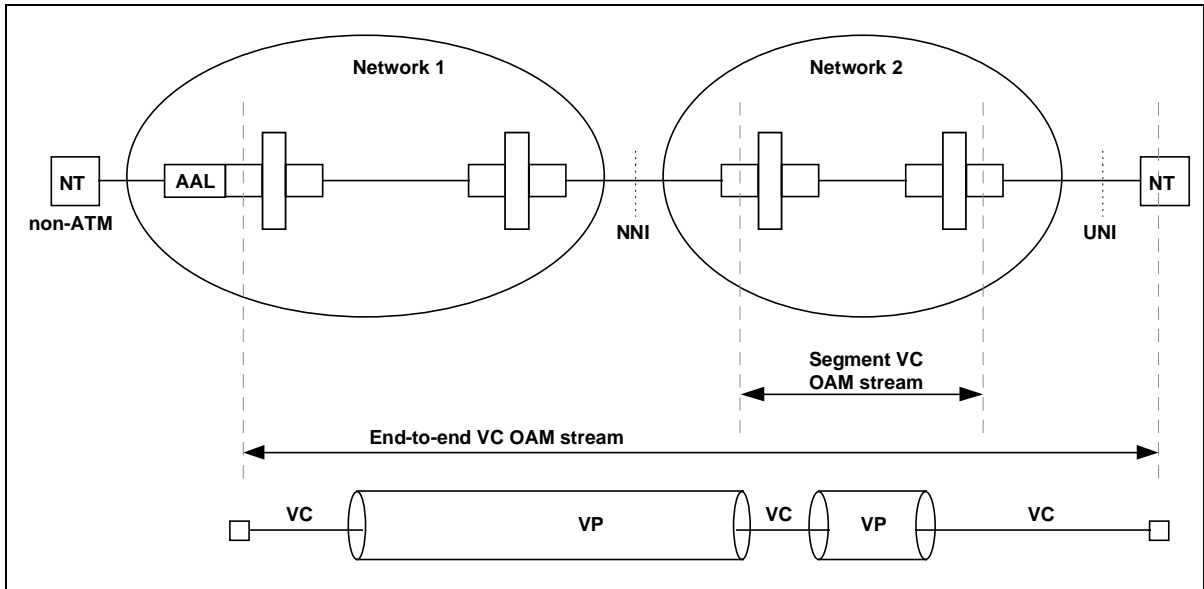 Network 1
Network 2
NT
AAL
NT
non-ATM
NNI
UNI
Segment VC
OAM stream
End-to-end VC OAM stream
VC
VP
VC
VP
VC